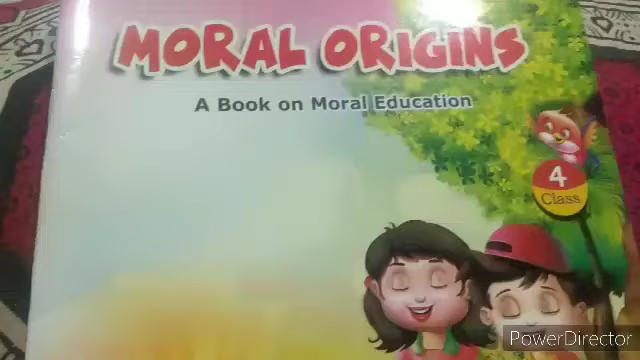 MORAL ORIGINS
A Book on Moral Education
4
Class
PowerDirector